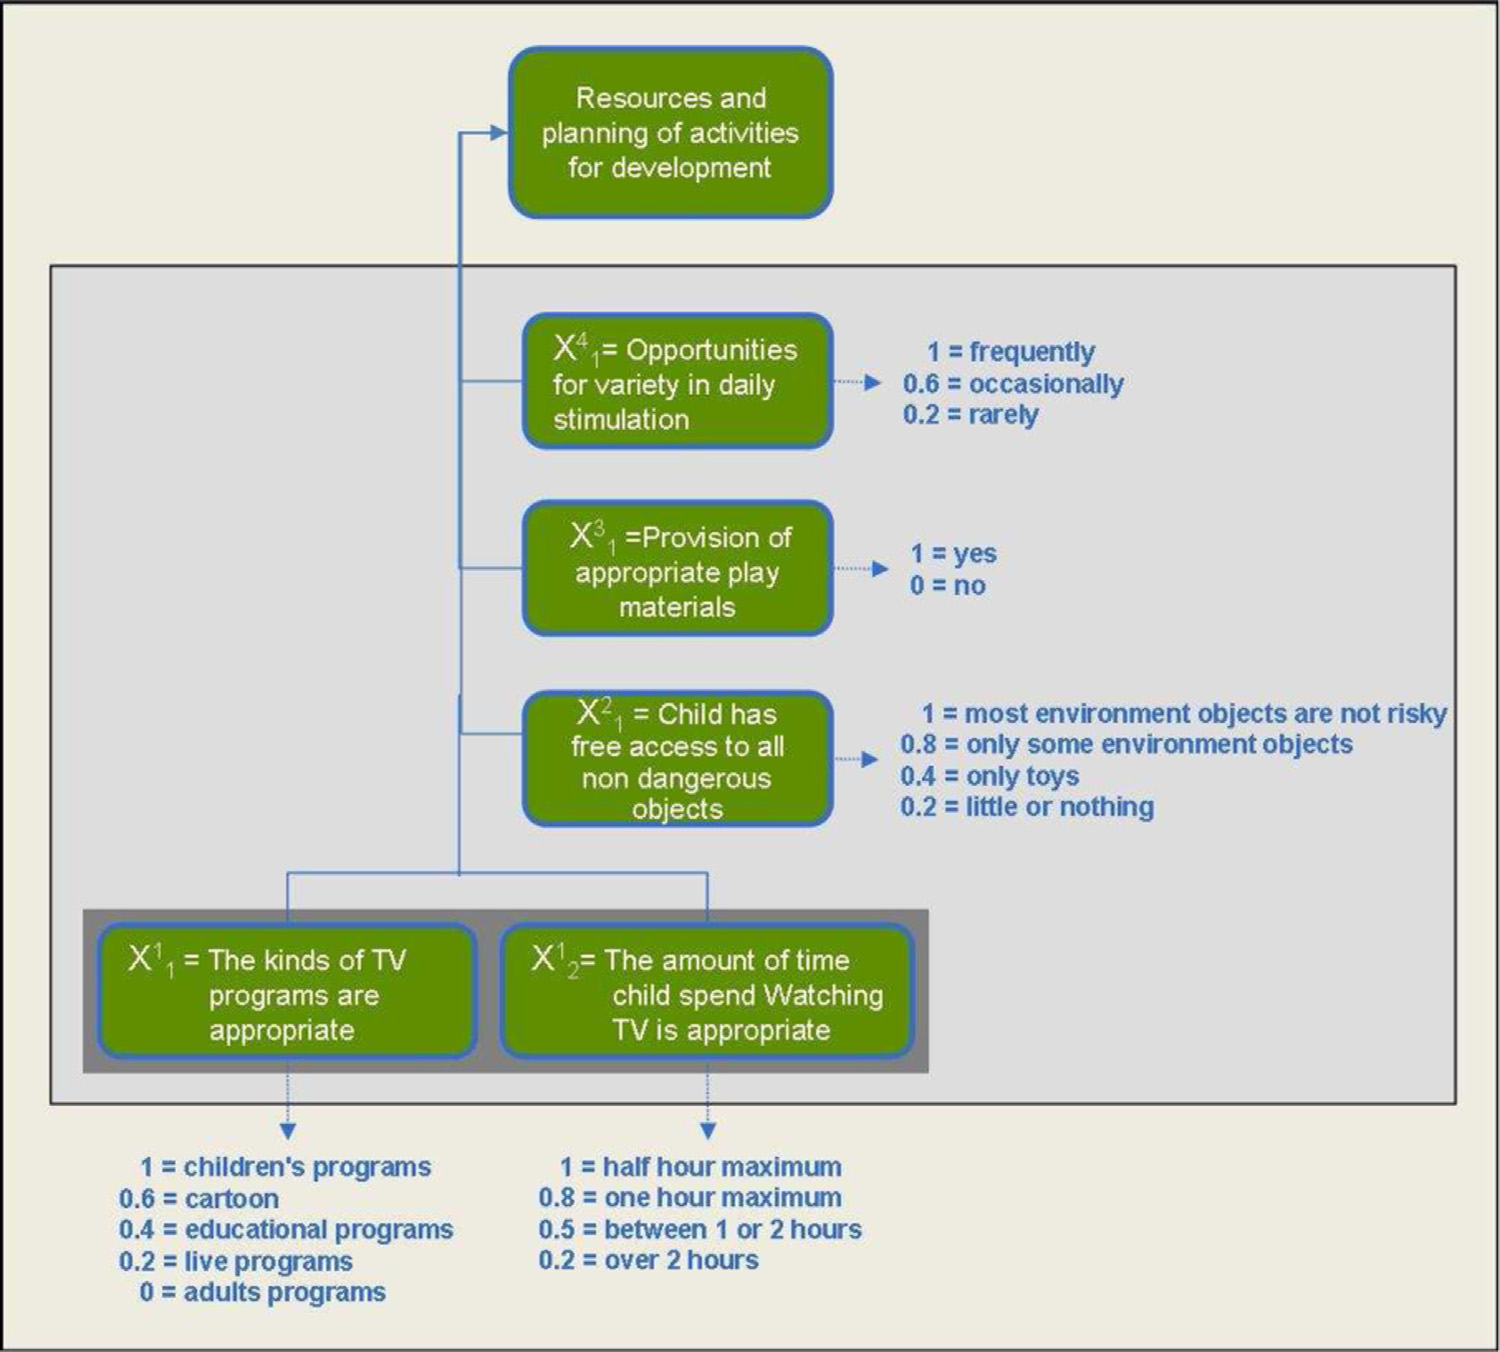 Resources and
planning of activities
for development
X⁴₁= Opportunities
for variety in daily
stimulation
1 = frequently
0.6 = occasionally
0.2 = rarely
X³₁ =Provision of
appropriate play
materials
1 = yes
0 = no
X²₁ = Child has
free access to all
non dangerous
objects
1 = most environment objects are not risky
0.8 = only some environment objects
0.4 = only toys
0.2 = little or nothing
X¹₁ = The kinds of TV
programs are
appropriate
X¹₂= The amount of time
child spend Watching
TV is appropriate
1 = children's programs
0.6 = cartoon
0.4 = educational programs
0.2 = live programs
0 = adults programs
1 = half hour maximum
0.8 = one hour maximum
0.5 = between 1 or 2 hours
0.2 = over 2 hours